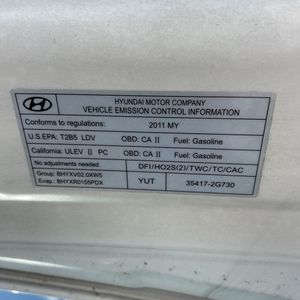 HYUNDAI MOTOR COMPANY
VEHICLE EMISSION CONTROL INFORMATION
Conforms to regulations: 2011 MY
U.S.EPA: T2B5 LDV OBD: CA II Fuel: Gasoline
California: ULEV II PC OBD: CA II Fuel: Gasoline
No adjustments needed. DFI/HO2S(2)/TWC/TC/CAC
Group: BHYXV02.0XW5
Evap.: BHYXR0155PDX YUT 35417-2G730